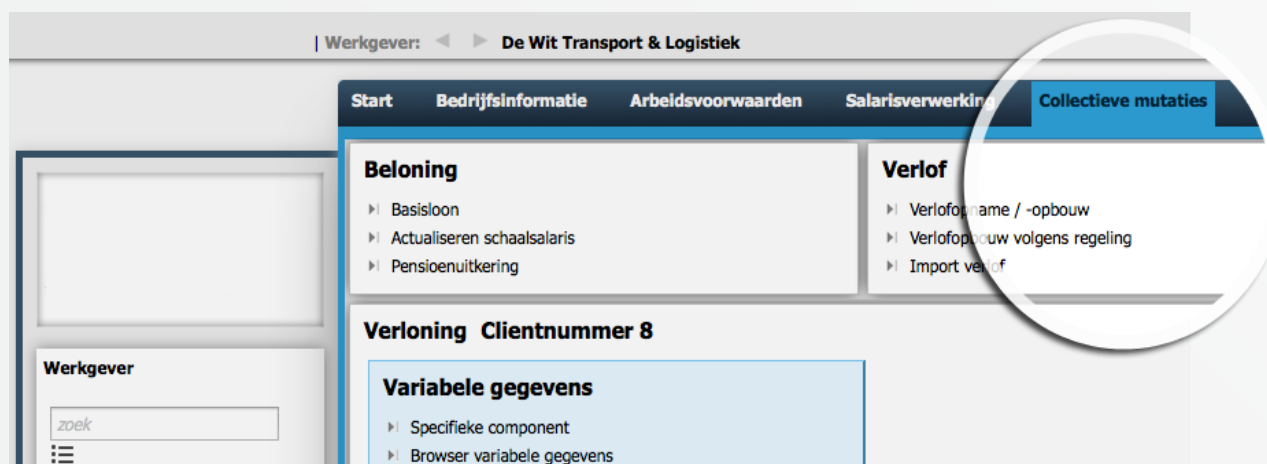 | Werkgever: De Wit Transport & Logistiek
Start Bedrijfsinformatie Arbeidsvoorwaarden Salarisverwerking Collectieve mutaties
Beloning
Basisloon
Actualiseren schaalsalaris
Pensioenuitkering
Verlof
Verlofopname / -opbouw
Verlofopbouw volgens regeling
Import verlof
Verloning Clientnummer 8
Variabele gegevens
Specifieke component
Browser variabele gegevens
Werkgever
zoek